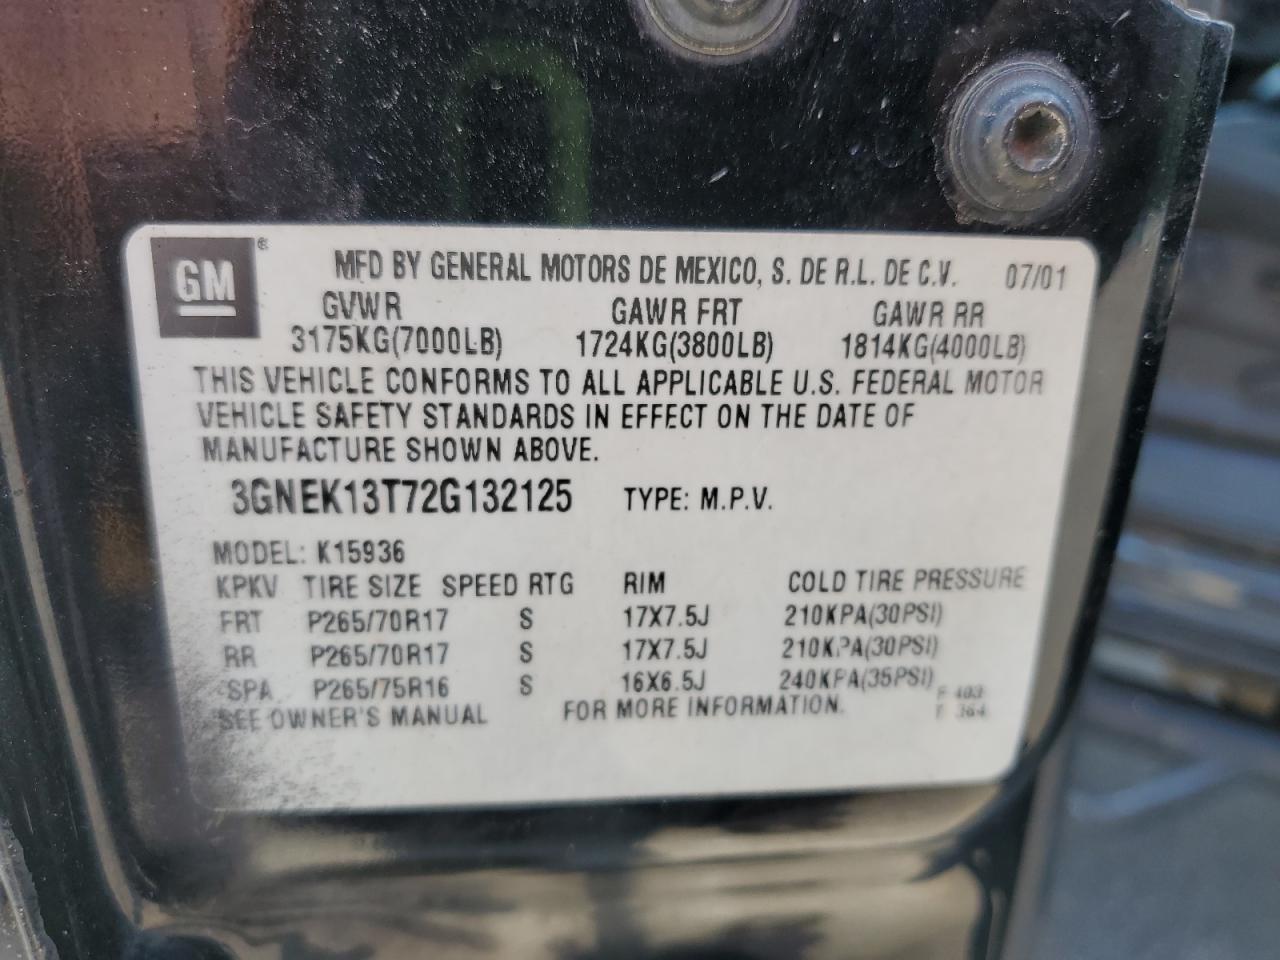 GM®
MFD BY GENERAL MOTORS DE MEXICO, S. DE R.L. DE C.V. 07/01
GVWR GAWR FRT GAWR RR
3175KG(7000LB) 1724KG(3800LB) 1814KG(4000LB)
THIS VEHICLE CONFORMS TO ALL APPLICABLE U.S. FEDERAL MOTOR
VEHICLE SAFETY STANDARDS IN EFFECT ON THE DATE OF
MANUFACTURE SHOWN ABOVE.
3GNEK13T72G132125 TYPE: M.P.V.
MODEL: K15936
KPKV TIRE SIZE SPEED RTG RIM COLD TIRE PRESSURE
FRT P265/70R17 S 17X7.5J 210KPA(30PSI)
RR P265/70R17 S 17X7.5J 210KPA(30PSI)
SPA P265/75R16 S 16X6.5J 240KPA(35PSI)
SEE OWNER'S MANUAL FOR MORE INFORMATION.